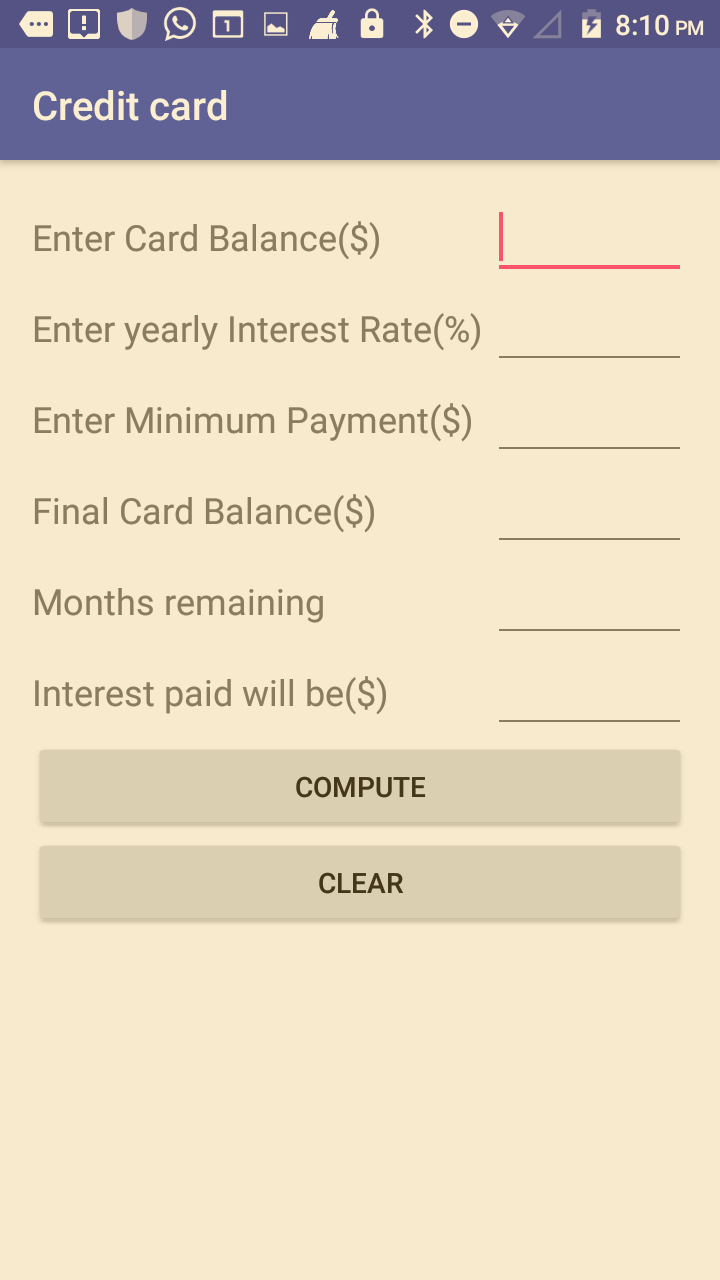 1 8:10 PM
Credit card
Enter Card Balance($)
Enter yearly Interest Rate(%)
Enter Minimum Payment($)
Final Card Balance($)
Months remaining
Interest paid will be($)
COMPUTE
CLEAR